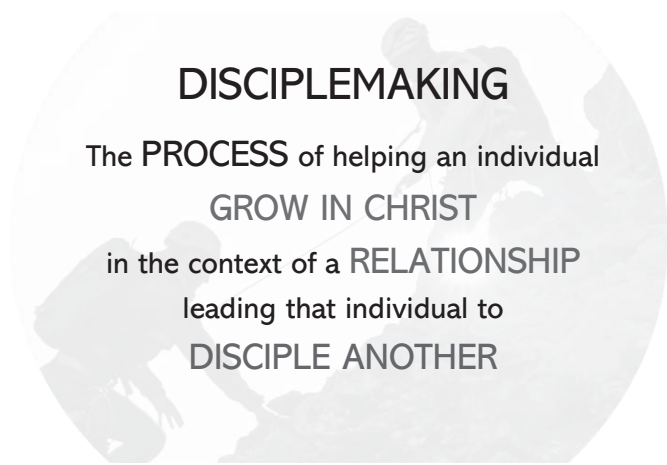 DISCIPLEMAKING
The PROCESS of helping an individual
GROW IN CHRIST
in the context of a RELATIONSHIP
leading that individual to
DISCIPLE ANOTHER